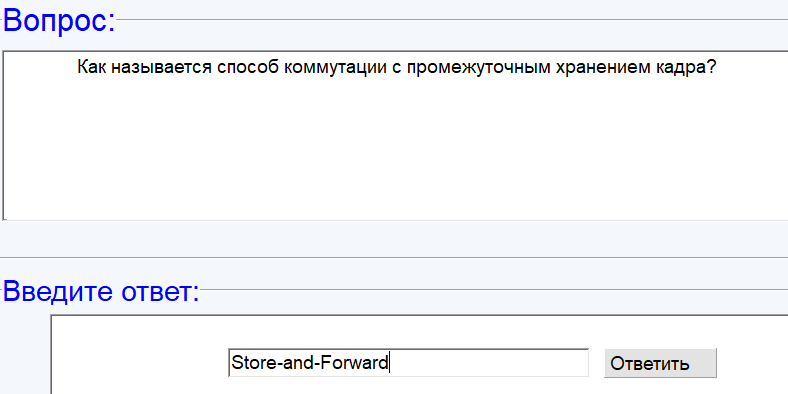 Вопрос:
Как называется способ коммутации с промежуточным хранением кадра?
Введите ответ:
Store-and-Forward
Ответить